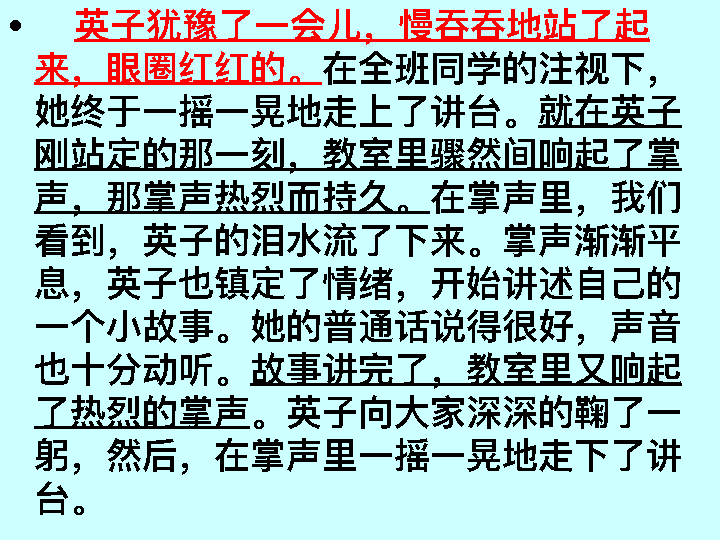 • 英子犹豫了一会儿，慢吞吞地站了起
来，眼圈红红的。在全班同学的注视下，
她终于一摇一晃地走上了讲台。就在英子
刚站定的那一刻，教室里骤然间响起了掌
声，那掌声热烈而持久。在掌声里，我们
看到，英子的泪水流了下来。掌声渐渐平
息，英子也镇定了情绪，开始讲述自己的
一个小故事。她的普通话说得很好，声音
也十分动听。故事讲完了，教室里又响起
了热烈的掌声。英子向大家深深的鞠了一
躬，然后，在掌声里一摇一晃地走下了讲
台。